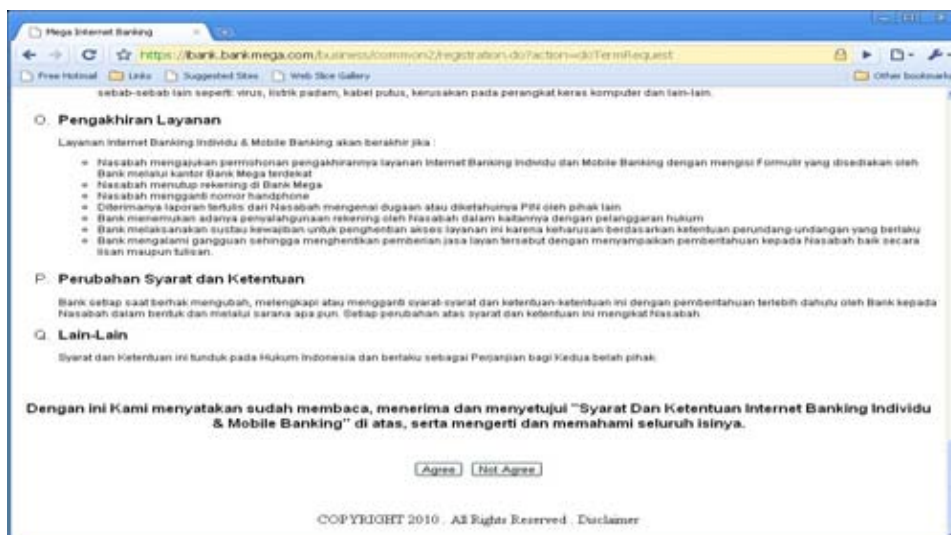 Mega Internet Banking
https://ibank.bankmega.com/business/common2/registration.do?action=doTermRequest
Free Hotmail Links Suggested Sites Web Slice Gallery Other bookmarks
sebab-sebab lain seperti: virus, listrik padam, kabel putus, kerusakan pada perangkat keras komputer dan lain-lain.
O. Pengakhiran Layanan
Layanan Internet Banking Individu & Mobile Banking akan berakhir jika :
Nasabah mengajukan permohonan pengakhirannya layanan Internet Banking Individu dan Mobile Banking dengan mengisi Formulir yang disediakan oleh
Bank melalui kantor Bank Mega terdekat
Nasabah menutup rekening di Bank Mega
Nasabah mengganti nomor handphone
Diterimanya laporan tertulis dari Nasabah mengenai dugaan atau diketahuinya PIN oleh pihak lain
Bank menemukan adanya penyalahgunaan rekening oleh Nasabah dalam kaitannya dengan pelanggaran hukum
Bank melaksanakan sustau kewajiban untuk penghentian akses layanan ini karena keharusan berdasarkan ketentuan perundang-undangan yang berlaku
Bank mengalami gangguan sehingga menghentikan pemberian jasa layan tersebut dengan menyampaikan pemberitahuan kepada Nasabah baik secara
lisan maupun tulisan.
P. Perubahan Syarat dan Ketentuan
Bank setiap saat berhak mengubah, melengkapi atau mengganti syarat-syarat dan ketentuan-ketentuan ini dengan pemberitahuan terlebih dahulu oleh Bank kepada
Nasabah dalam bentuk dan melalui sarana apa pun. Setiap perubahan atas syarat dan ketentuan ini mengikat Nasabah.
Q. Lain-Lain
Syarat dan Ketentuan ini tunduk pada Hukum Indonesia dan berlaku sebagai Perjanjian bagi Kedua belah pihak.
Dengan ini Kami menyatakan sudah membaca, menerima dan menyetujui "Syarat Dan Ketentuan Internet Banking Individu
& Mobile Banking" di atas, serta mengerti dan memahami seluruh isinya.
Agree Not Agree
COPYRIGHT 2010 . All Rights Reserved . Disclaimer